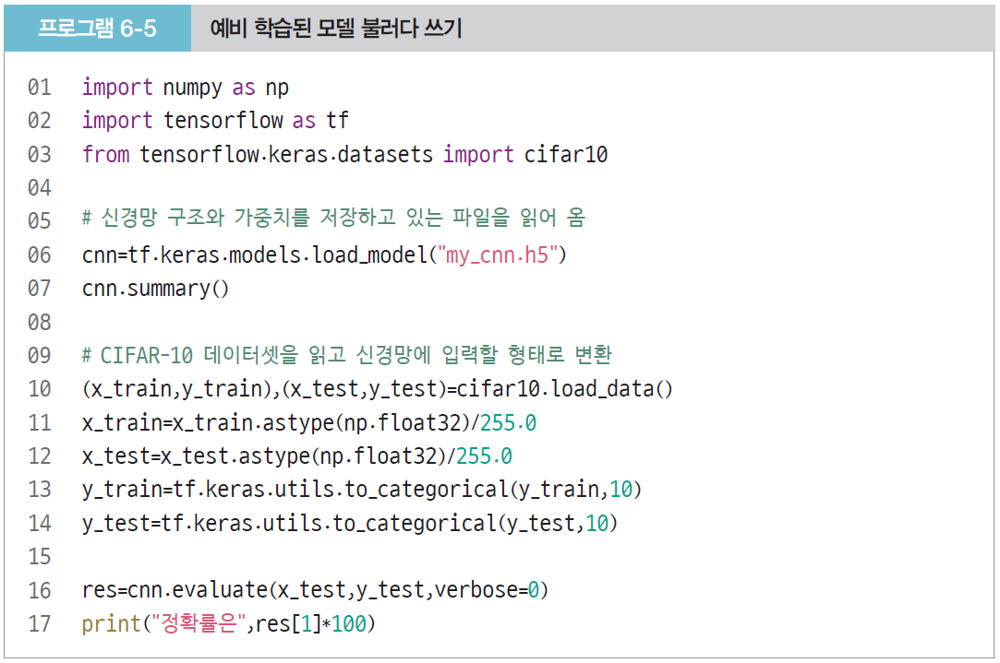 프로그램 6-5 예비 학습된 모델 불러다 쓰기
01 import numpy as np
02 import tensorflow as tf
03 from tensorflow.keras.datasets import cifar10
04
05 # 신경망 구조와 가중치를 저장하고 있는 파일을 읽어 옴
06 cnn=tf.keras.models.load_model("my_cnn.h5")
07 cnn.summary()
08
09 # CIFAR-10 데이터셋을 읽고 신경망에 입력할 형태로 변환
10 (x_train,y_train),(x_test,y_test)=cifar10.load_data()
11 x_train=x_train.astype(np.float32)/255.0
12 x_test=x_test.astype(np.float32)/255.0
13 y_train=tf.keras.utils.to_categorical(y_train,10)
14 y_test=tf.keras.utils.to_categorical(y_test,10)
15
16 res=cnn.evaluate(x_test,y_test,verbose=0)
17 print("정확률은",res[1]*100)